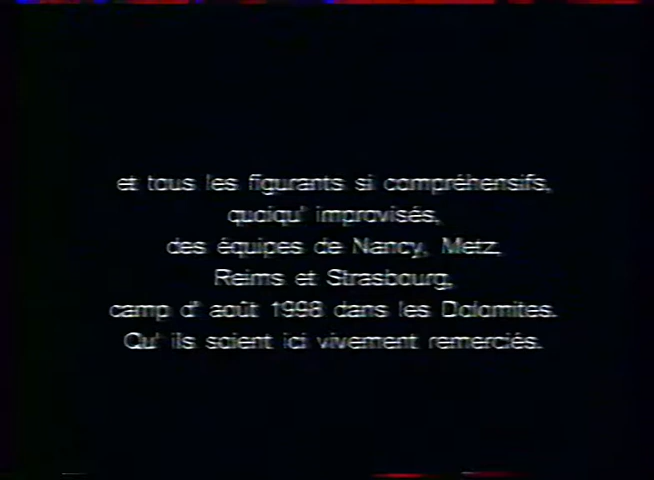 et tous les figurants si compréhensifs,
quoiqu' improvisés,
des équipes de Nancy, Metz,
Reims et Strasbourg,
camp d' août 1998 dans les Dolomites.
Qu' ils soient ici vivement remerciés.